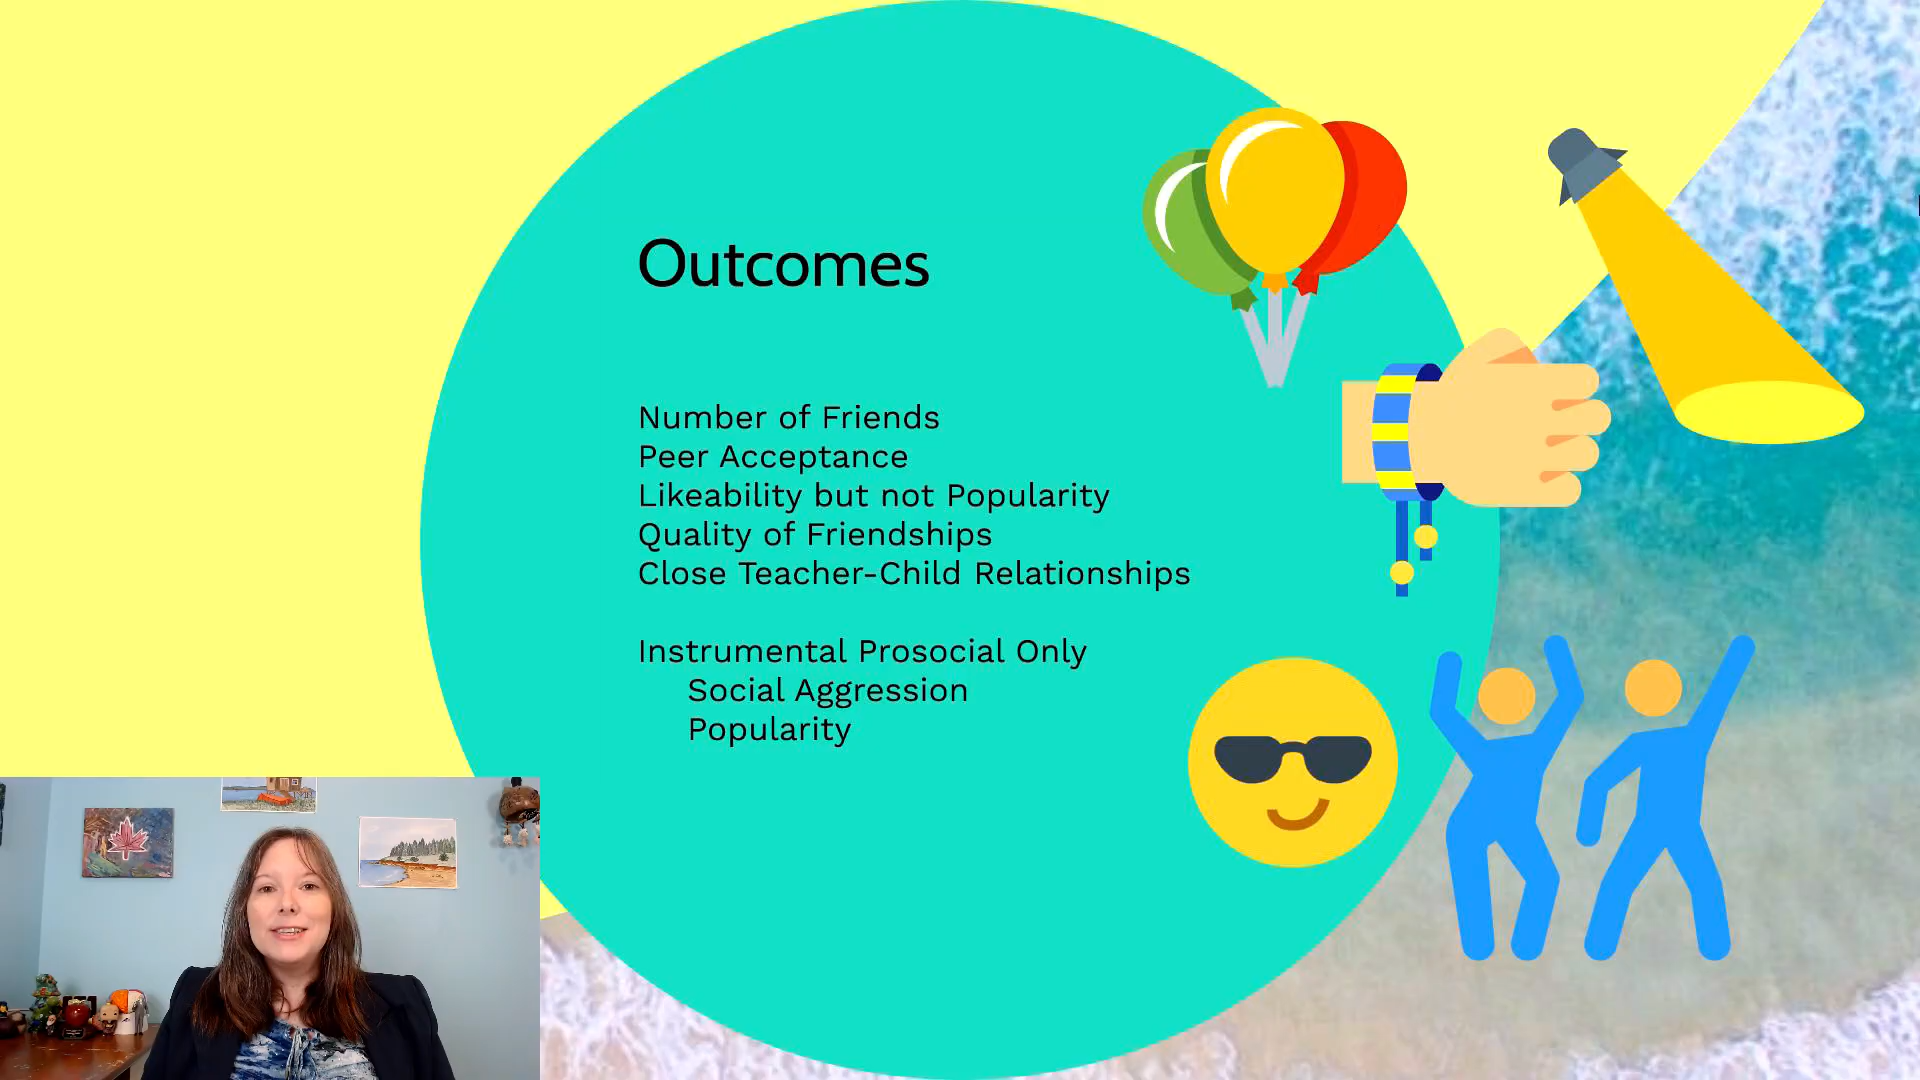 Outcomes
Number of Friends
Peer Acceptance
Likeability but not Popularity
Quality of Friendships
Close Teacher-Child Relationships
Instrumental Prosocial Only
Social Aggression
Popularity